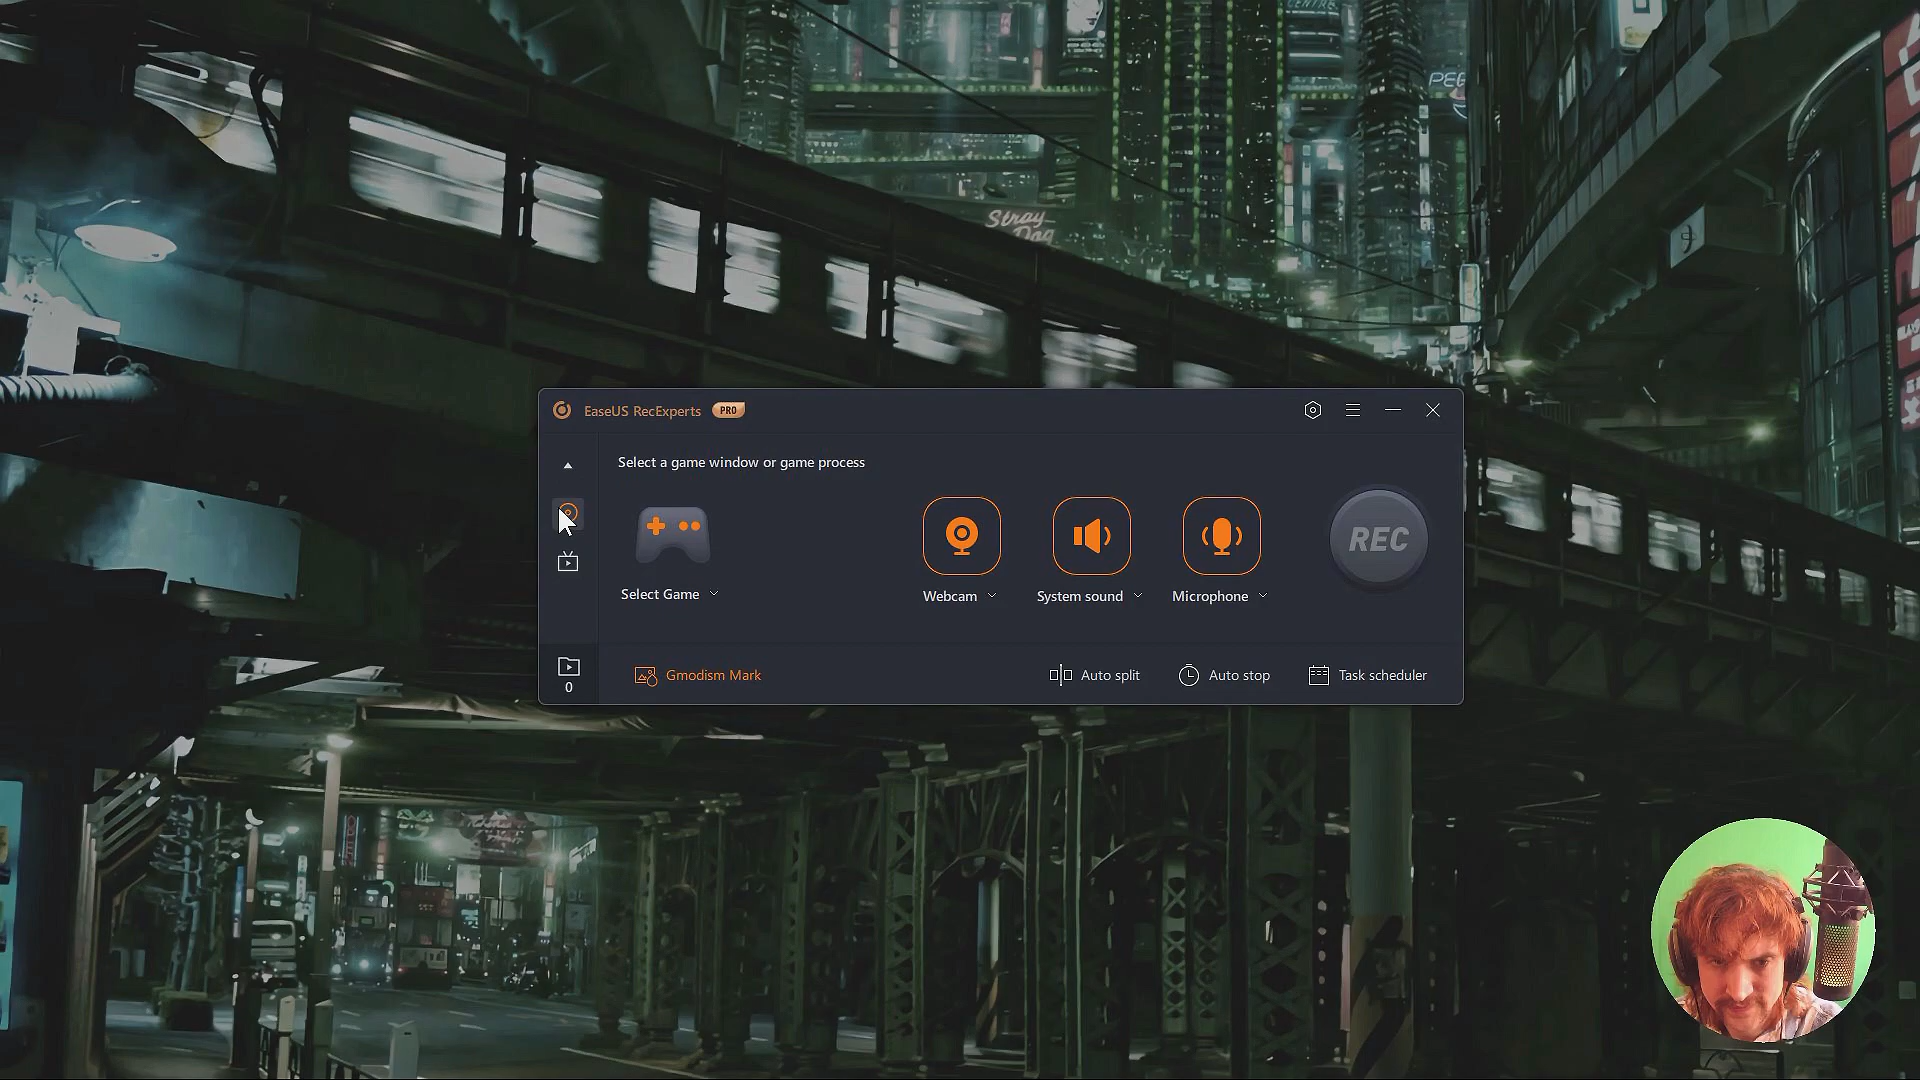 CENTRE
Stray
Dog
EaseUS RecExperts PRO
Select a game window or game process
REC
Select Game
Webcam
System sound
Microphone
0
Gmodism Mark
Auto split
Auto stop
Task scheduler